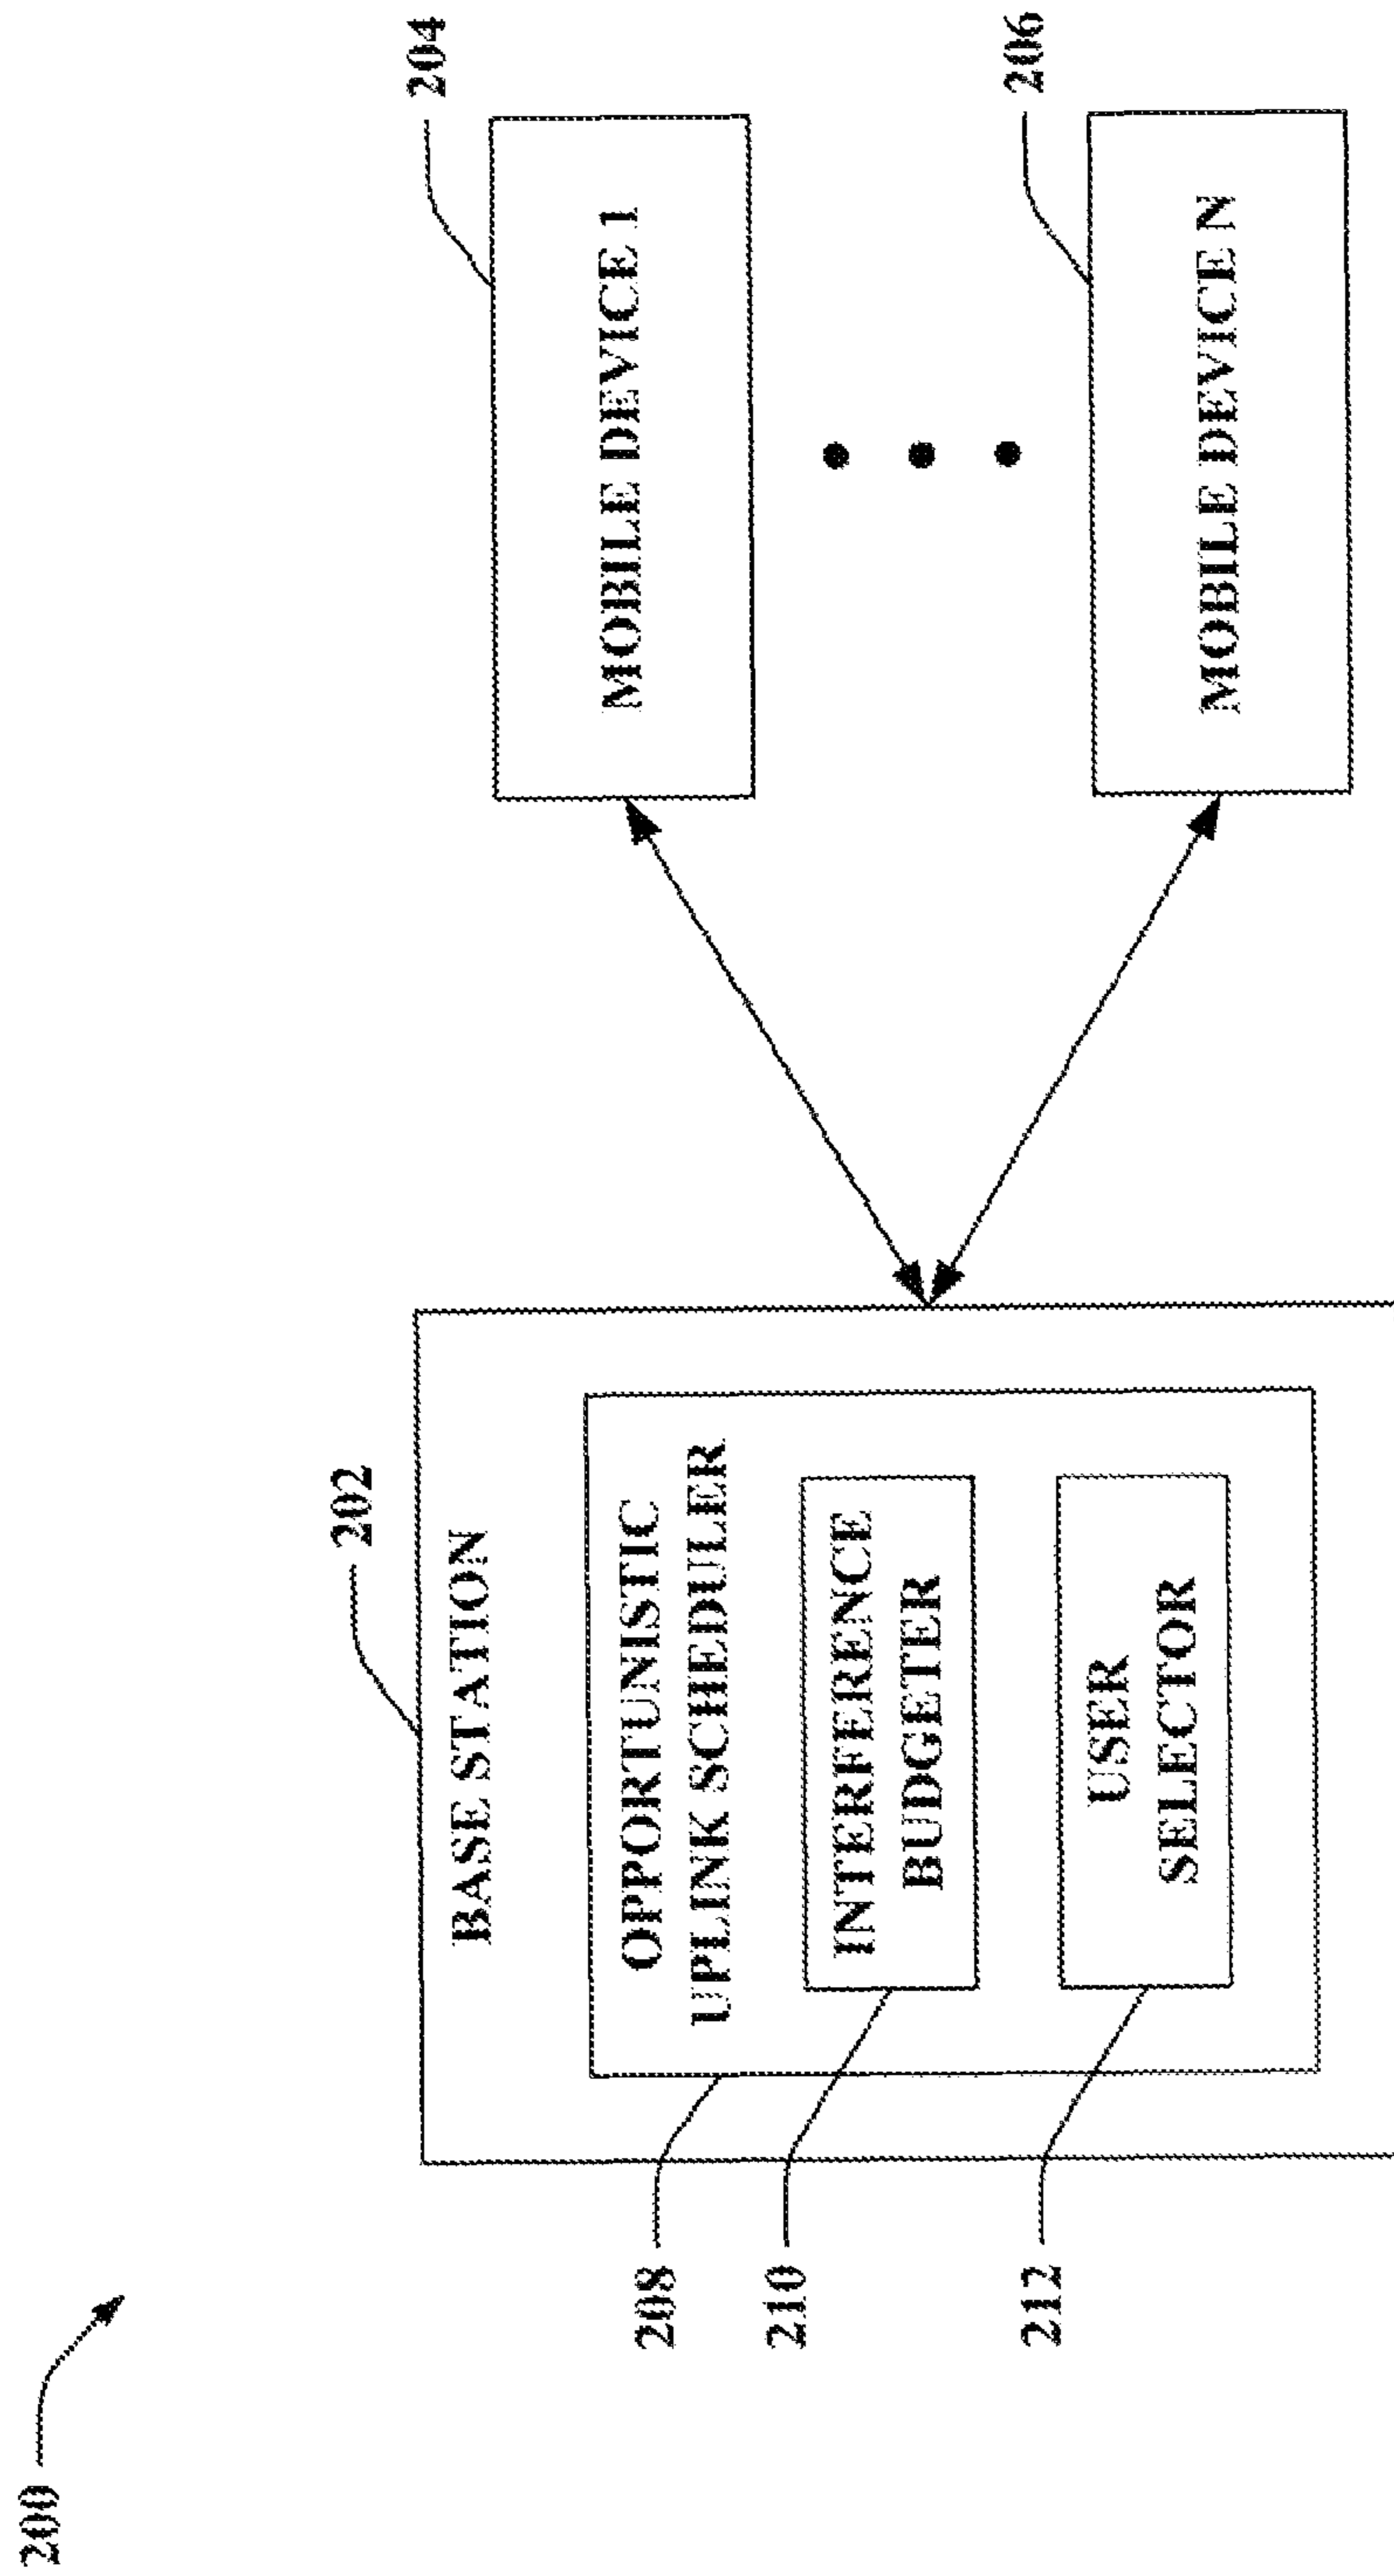 200
202
BASE STATION
OPPORTUNISTIC
UPLINK SCHEDULER
208
INTERFERENCE
BUDGETER
210
USER
SELECTOR
212
204
MOBILE DEVICE 1
206
MOBILE DEVICE N